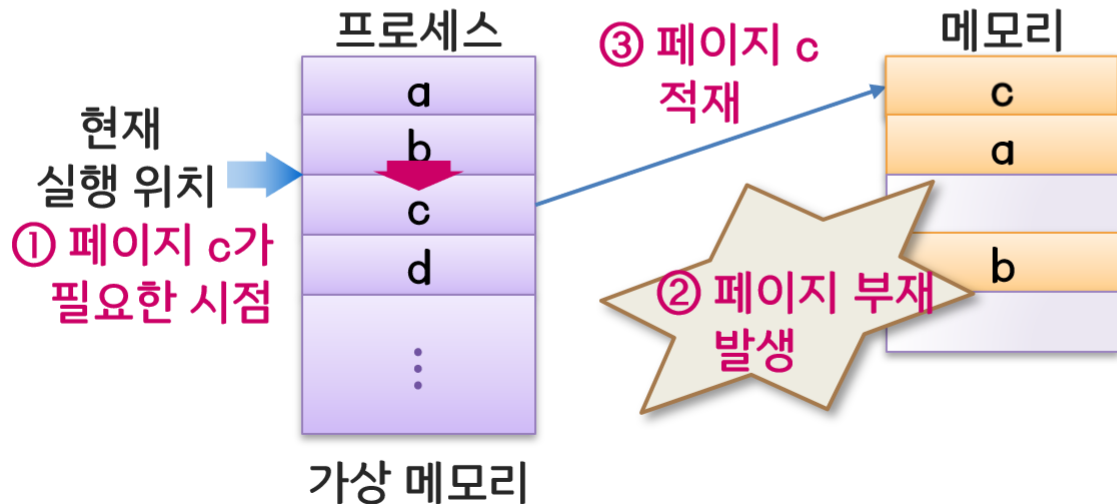 프로세스
a
b
c
d
⋮
가상 메모리
현재
실행 위치
① 페이지 c가
필요한 시점
② 페이지 부재
발생
③ 페이지 c
적재
메모리
c
a
b